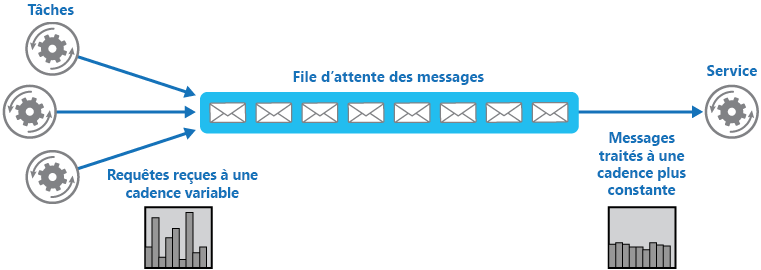 Tâches
File d’attente des messages
Service
Requêtes reçues à une
cadence variable
Messages
traités à une
cadence plus
constante